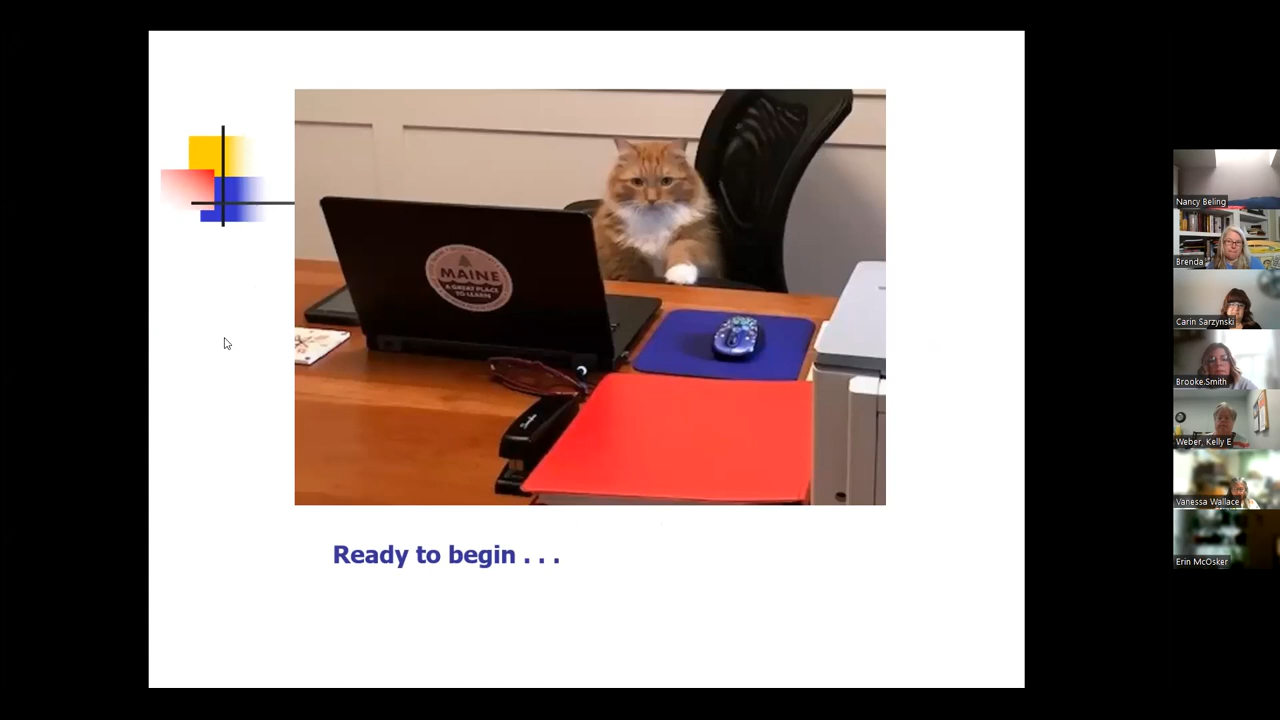 MAINE
A GREAT PLACE
TO LEARN
Ready to begin . . .
Nancy Beling
Brenda
Carin Sarzynski
Brooke.Smith
Weber, Kelly E
Vanessa Wallace
Erin McOsker